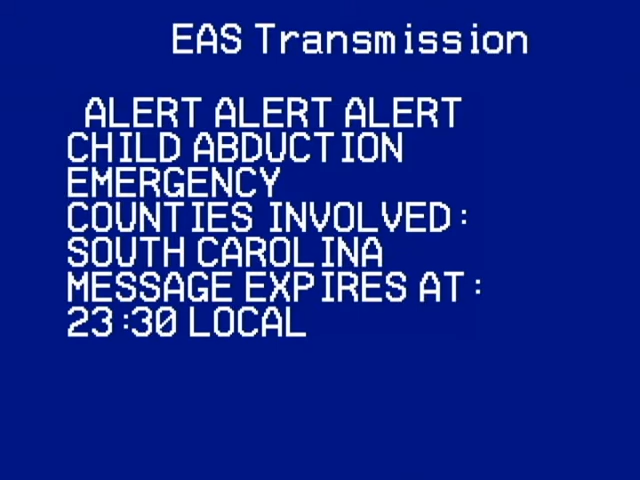 EAS Transmission
ALERT ALERT ALERT
CHILD ABDUCTION
EMERGENCY
COUNTIES INVOLVED:
SOUTH CAROLINA
MESSAGE EXPIRES AT:
23:30 LOCAL